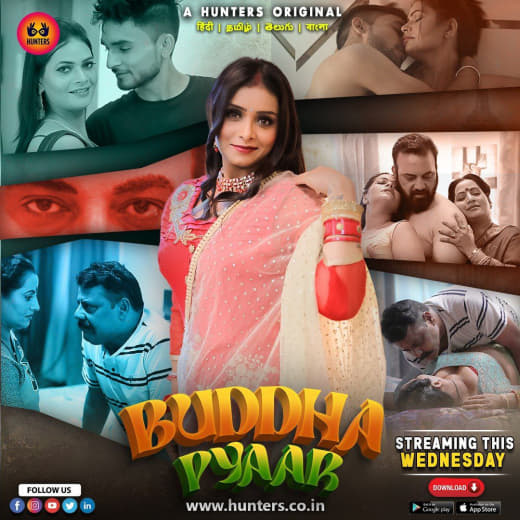 HUNTERS
A HUNTERS ORIGINAL
हिंदी | தமிழ் | తెలుగు | বাংলা
BUDDHA
PYAAR
STREAMING THIS
WEDNESDAY
DOWNLOAD
FOLLOW US
www.hunters.co.in
Google play
App Store